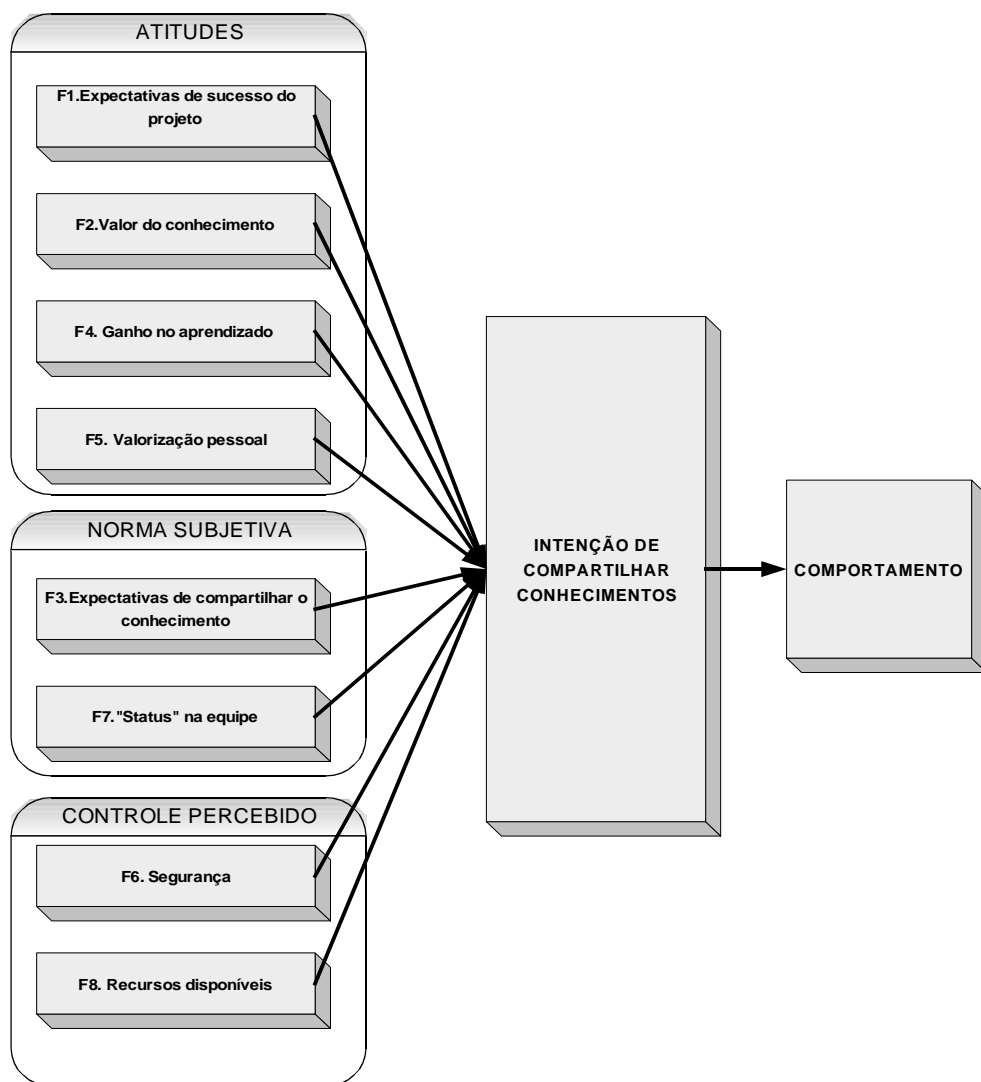 ATITUDES
F1.Expectativas de sucesso do
projeto
F2.Valor do conhecimento
F4. Ganho no aprendizado
F5. Valorização pessoal
NORMA SUBJETIVA
F3.Expectativas de compartilhar o
conhecimento
F7."Status" na equipe
CONTROLE PERCEBIDO
F6. Segurança
F8. Recursos disponíveis
INTENÇÃO DE
COMPARTILHAR
CONHECIMENTOS
COMPORTAMENTO